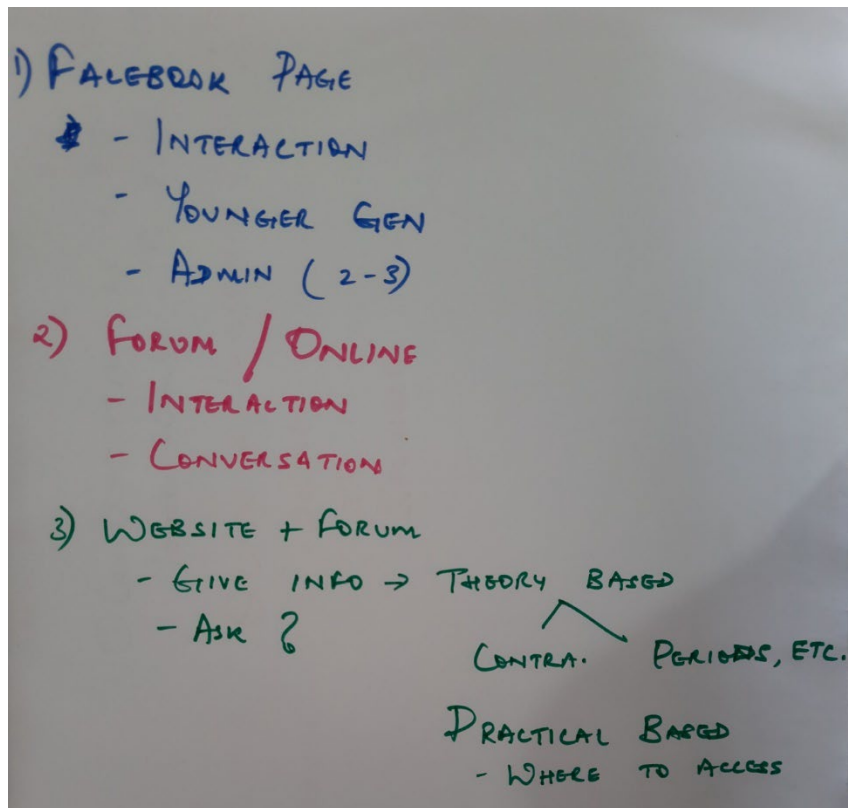 1) FACEBOOK PAGE
- INTERACTION
- YOUNGER GEN
- ADMIN (2-3)
2) FORUM / ONLINE
- INTERACTION
- CONVERSATION
3) WEBSITE + FORUM
- GIVE INFO → THEORY BASED
- ASK ?
CONTRA. PERIODS, ETC.
PRACTICAL BASED
- WHERE TO ACCESS